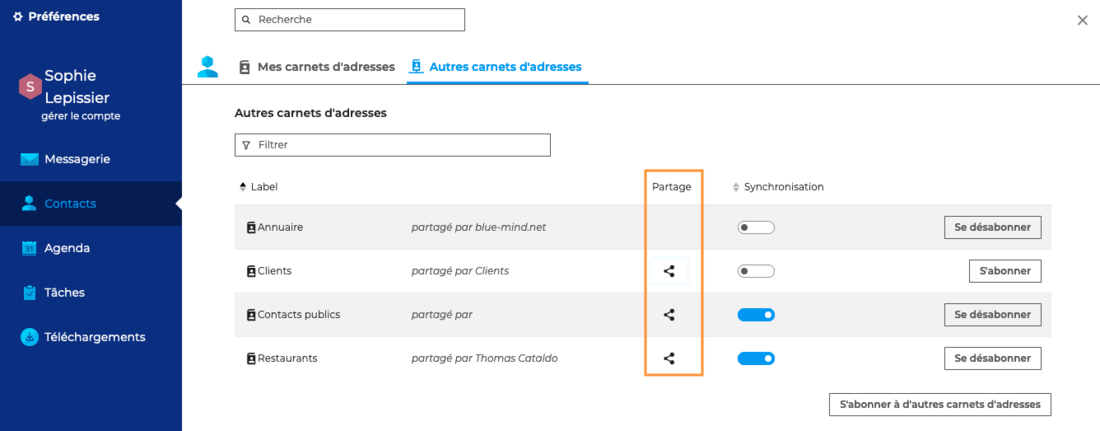 Préférences
Recherche
Mes carnets d'adresses Autres carnets d'adresses
S
Sophie
Lepissier
gérer le compte
Messagerie
Contacts
31
Agenda
Tâches
Téléchargements
Autres carnets d'adresses
Filtrer
Label Partage Synchronisation
Annuaire partagé par blue-mind.net Se désabonner
Clients partagé par Clients S'abonner
Contacts publics partagé par Se désabonner
Restaurants partagé par Thomas Cataldo Se désabonner
S'abonner à d'autres carnets d'adresses